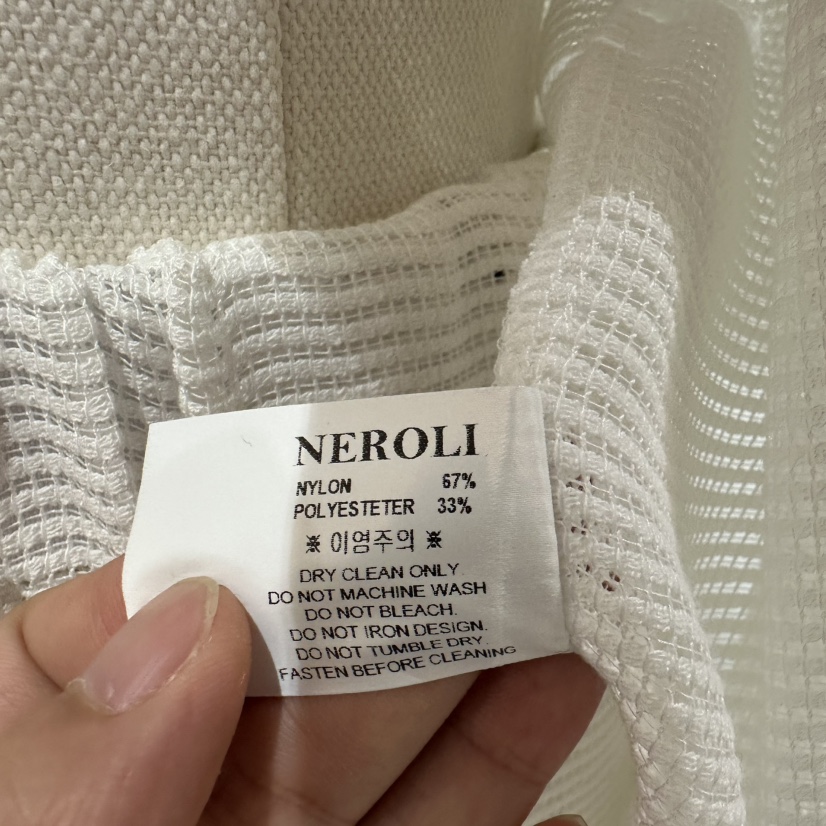 NEROLI
NYLON 67%
POLYESTETER 33%
※ 이염주의 ※
DRY CLEAN ONLY.
DO NOT MACHINE WASH
DO NOT BLEACH.
DO NOT IRON DESIGN.
DO NOT TUMBLE DRY.
FASTEN BEFORE CLEANING